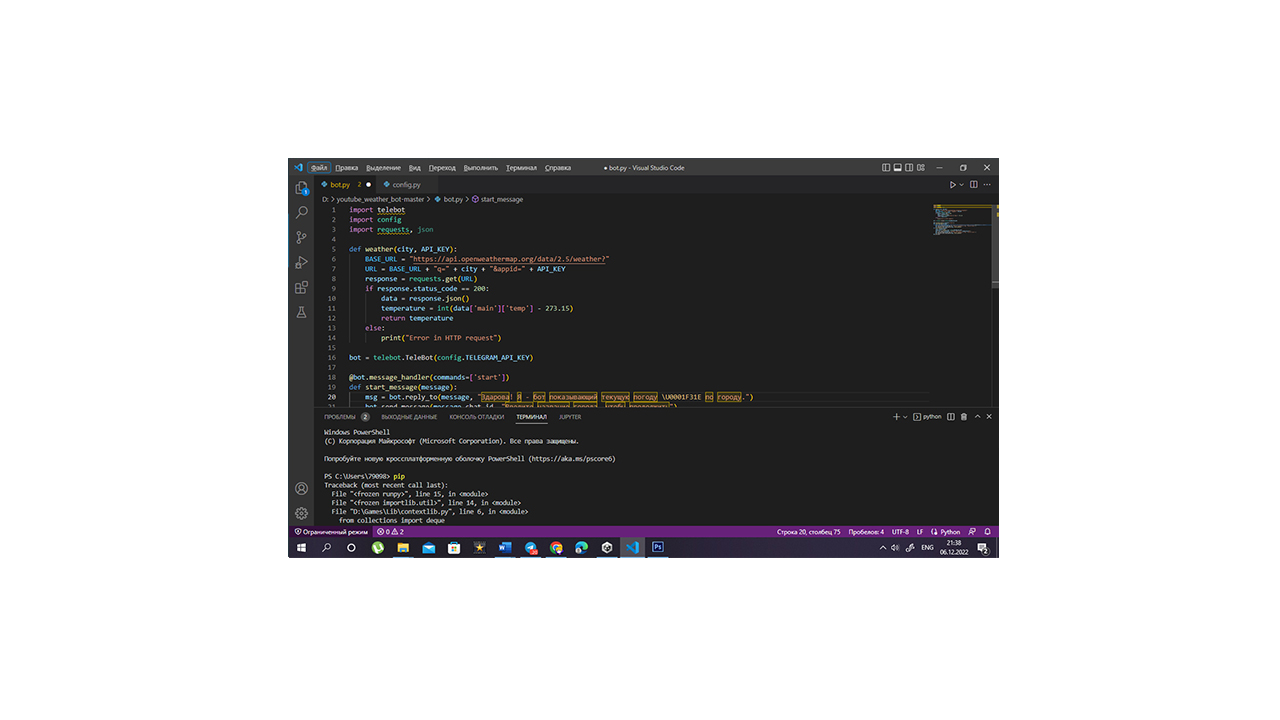 Файл Правка Выделение Вид Переход Выполнить Терминал Справка ● bot.py - Visual Studio Code
bot.py 2 ● config.py
D: > youtube_weather_bot-master > bot.py > start_message
1 import telebot
2 import config
3 import requests, json
4
5 def weather(city, API_KEY):
6 BASE_URL = "https://api.openweathermap.org/data/2.5/weather?"
7 URL = BASE_URL + "q=" + city + "&appid=" + API_KEY
8 response = requests.get(URL)
9 if response.status_code == 200:
10 data = response.json()
11 temperature = int(data['main']['temp'] - 273.15)
12 return temperature
13 else:
14 print("Error in HTTP request")
15
16 bot = telebot.TeleBot(config.TELEGRAM_API_KEY)
17
18 @bot.message_handler(commands=['start'])
19 def start_message(message):
20 msg = bot.reply_to(message, "Здарова! Я - бот показывающий текущую погоду \U0001F31E по городу.")
ПРОБЛЕМЫ 2 ВЫХОДНЫЕ ДАННЫЕ КОНСОЛЬ ОТЛАДКИ ТЕРМИНАЛ JUPYTER python
Windows PowerShell
(C) Корпорация Майкрософт (Microsoft Corporation). Все права защищены.
Попробуйте новую кроссплатформенную оболочку PowerShell (https://aka.ms/pscore6)
PS C:\Users\79098> pip
Traceback (most recent call last):
File "<frozen runpy>", line 15, in <module>
File "<frozen importlib.util>", line 14, in <module>
File "D:\Games\Lib\contextlib.py", line 6, in <module>
from collections import deque
Ограниченный режим 0 2 Строка 20, столбец 75 Пробелов: 4 UTF-8 LF Python
ENG 21:38
06.12.2022